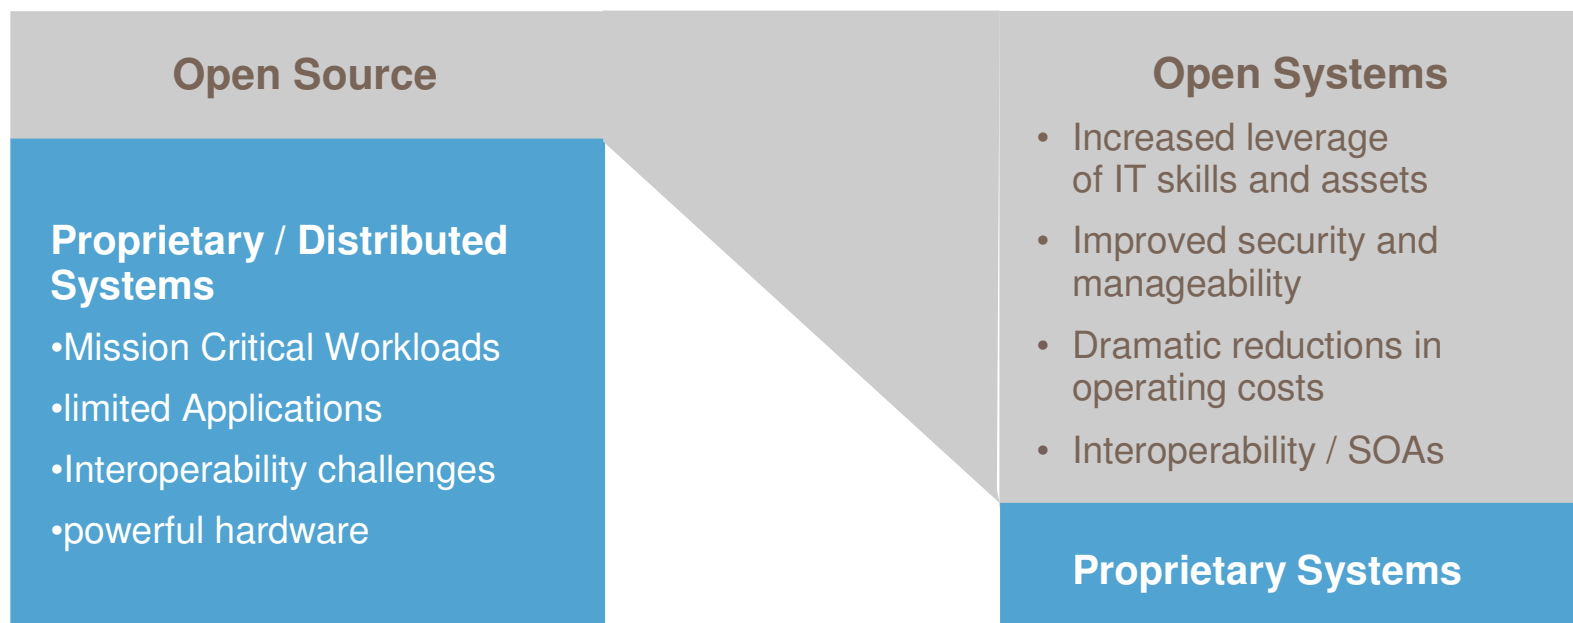 Open Source
Proprietary / Distributed
Systems
•Mission Critical Workloads
•limited Applications
•Interoperability challenges
•powerful hardware
Open Systems
• Increased leverage
of IT skills and assets
• Improved security and
manageability
• Dramatic reductions in
operating costs
• Interoperability / SOAs
Proprietary Systems